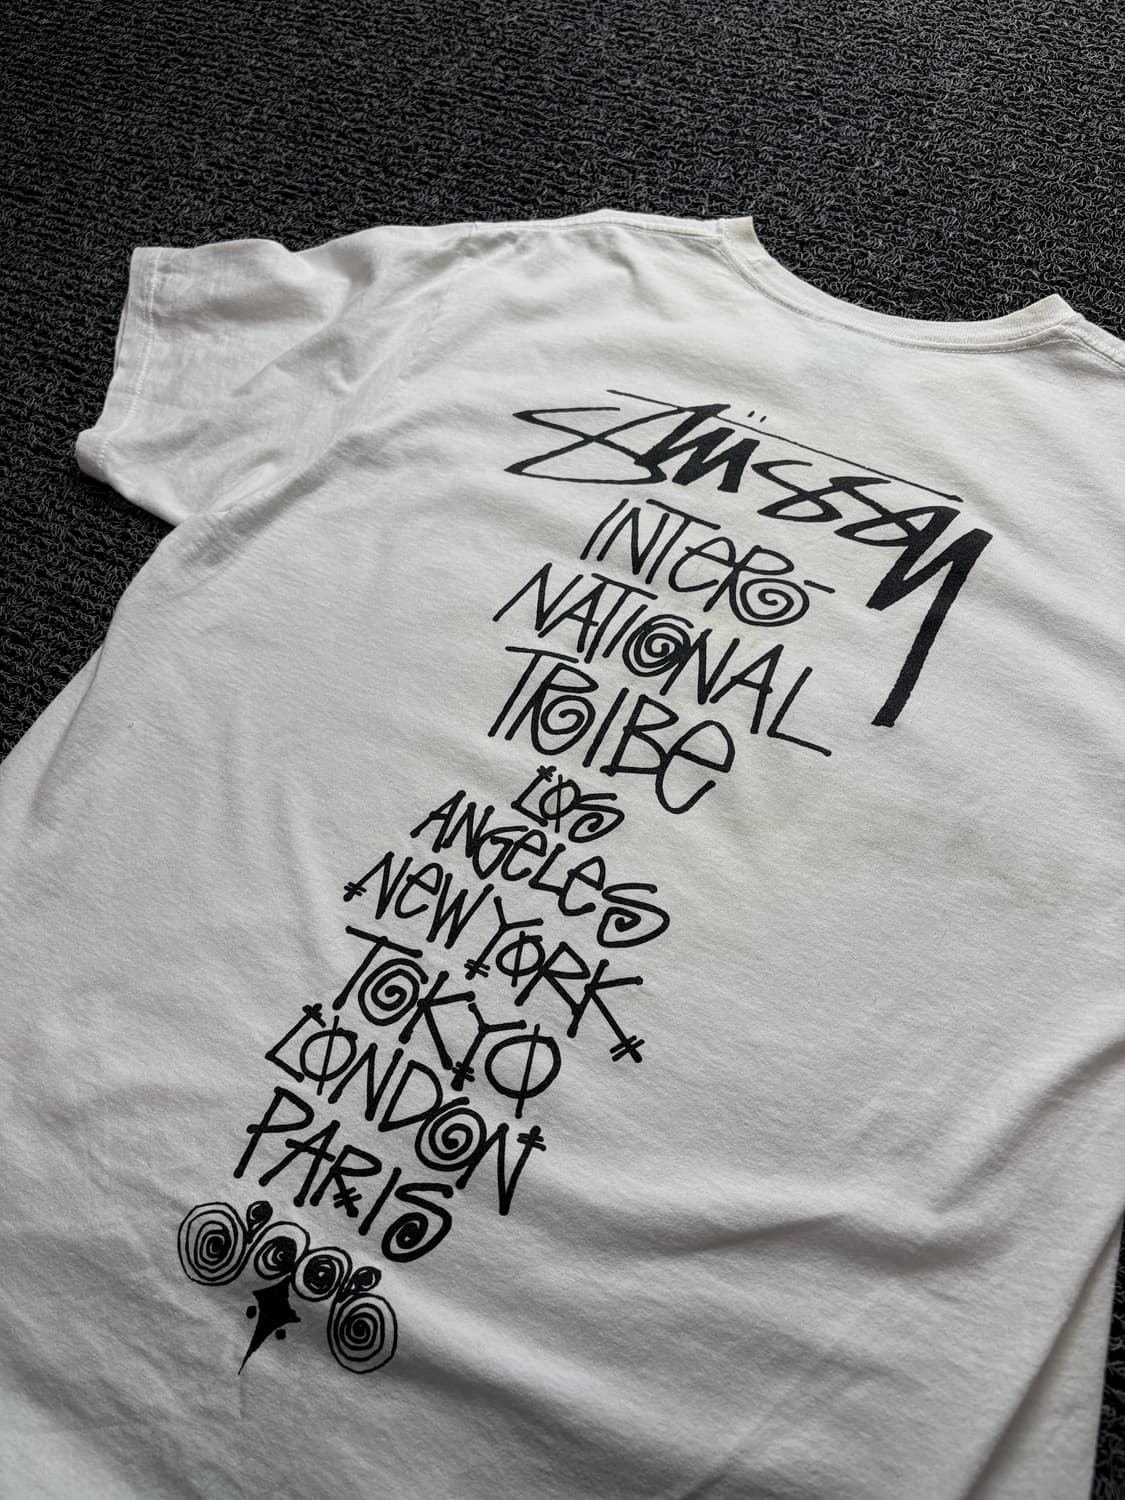 Stüssy
INTER-
NATIONAL
TRIBE
LOS
ANGELES
NEW YORK
TOKYO
LONDON
PARIS